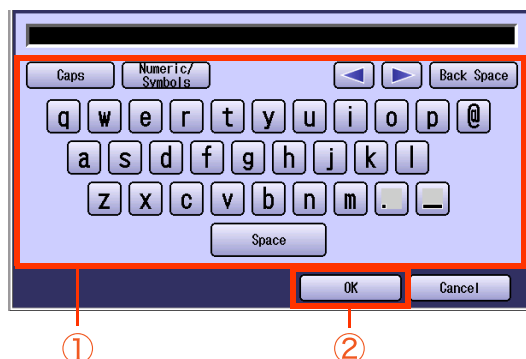 Caps Numeric/ Back Space
Symbols
q w e r t y u i o p @
a s d f g h j k l
z x c v b n m . _
Space
OK Cancel
① ②